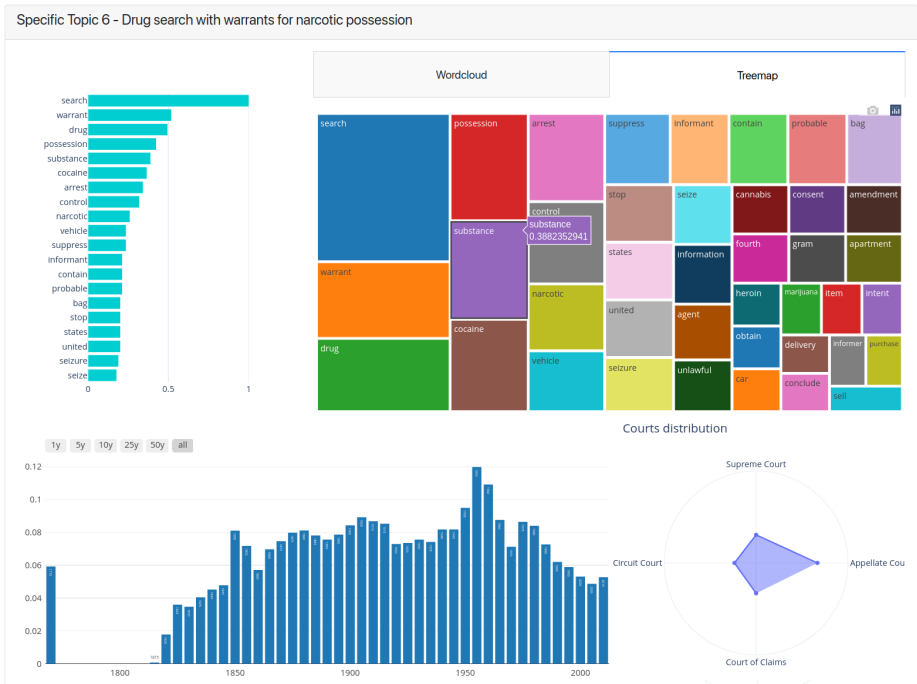 Specific Topic 6 - Drug search with warrants for narcotic possession
Wordcloud
Treemap
search
warrant
drug
possession
substance
cocaine
arrest
control
narcotic
vehicle
suppress
informant
contain
probable
bag
stop
states
united
seizure
seize
0
0.5
1
search
warrant
drug
possession
substance
cocaine
arrest
control
substance
0.3882352941
narcotic
vehicle
suppress
informant
contain
probable
bag
stop
seize
cannabis
consent
amendment
states
information
fourth
gram
apartment
united
agent
heroin
marijuana
item
intent
seizure
unlawful
obtain
delivery
informer
purchase
car
conclude
sell
1y
5y
10y
25y
50y
all
0.12
0.1
0.08
0.06
0.04
0.02
0
1800
1850
1900
1950
2000
Courts distribution
Supreme Court
Circuit Court
Appellate Cou
Court of Claims